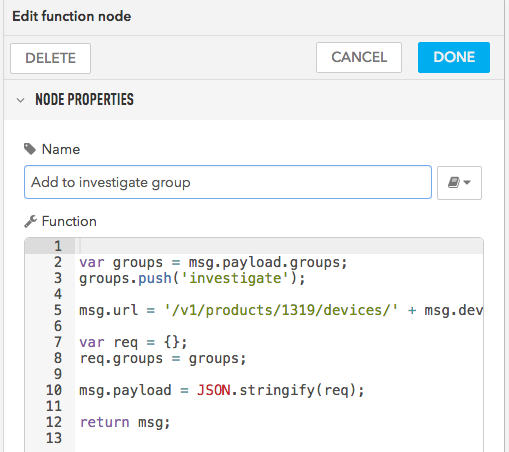 Edit function node
DELETE CANCEL DONE
NODE PROPERTIES
Name
Add to investigate group
Function
1
2 var groups = msg.payload.groups;
3 groups.push('investigate');
4
5 msg.url = '/v1/products/1319/devices/' + msg.dev
6
7 var req = {};
8 req.groups = groups;
9
10 msg.payload = JSON.stringify(req);
11
12 return msg;
13